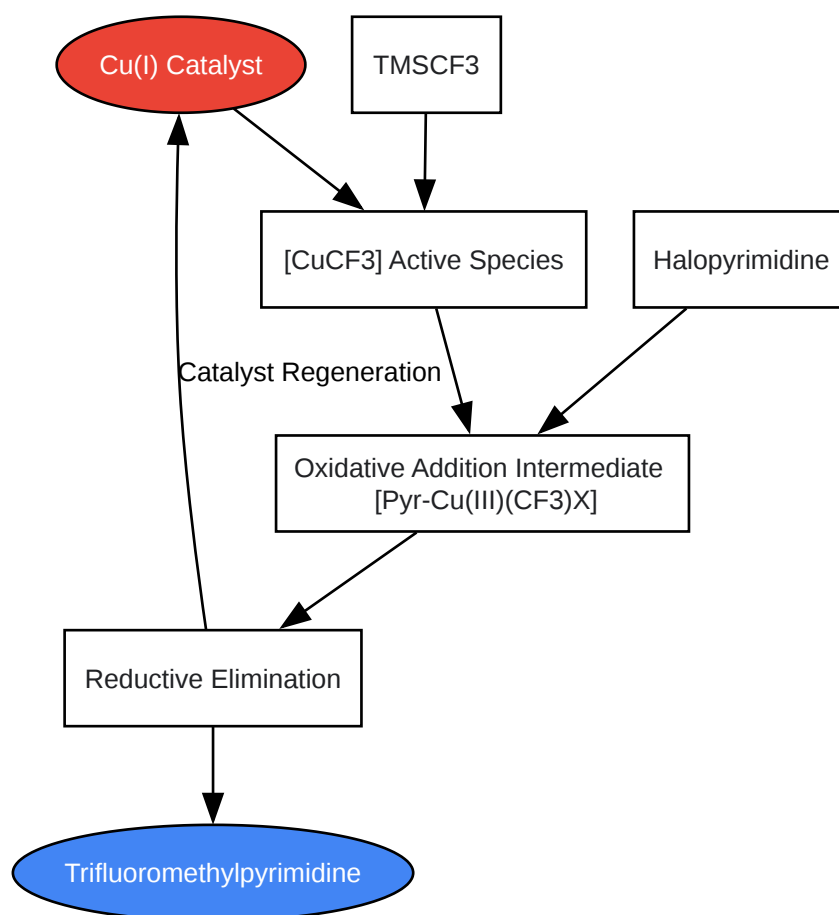 Cu(I) Catalyst
TMSCF3
[CuCF3] Active Species
Halopyrimidine
Catalyst Regeneration
Oxidative Addition Intermediate
[Pyr-Cu(III)(CF3)X]
Reductive Elimination
Trifluoromethylpyrimidine